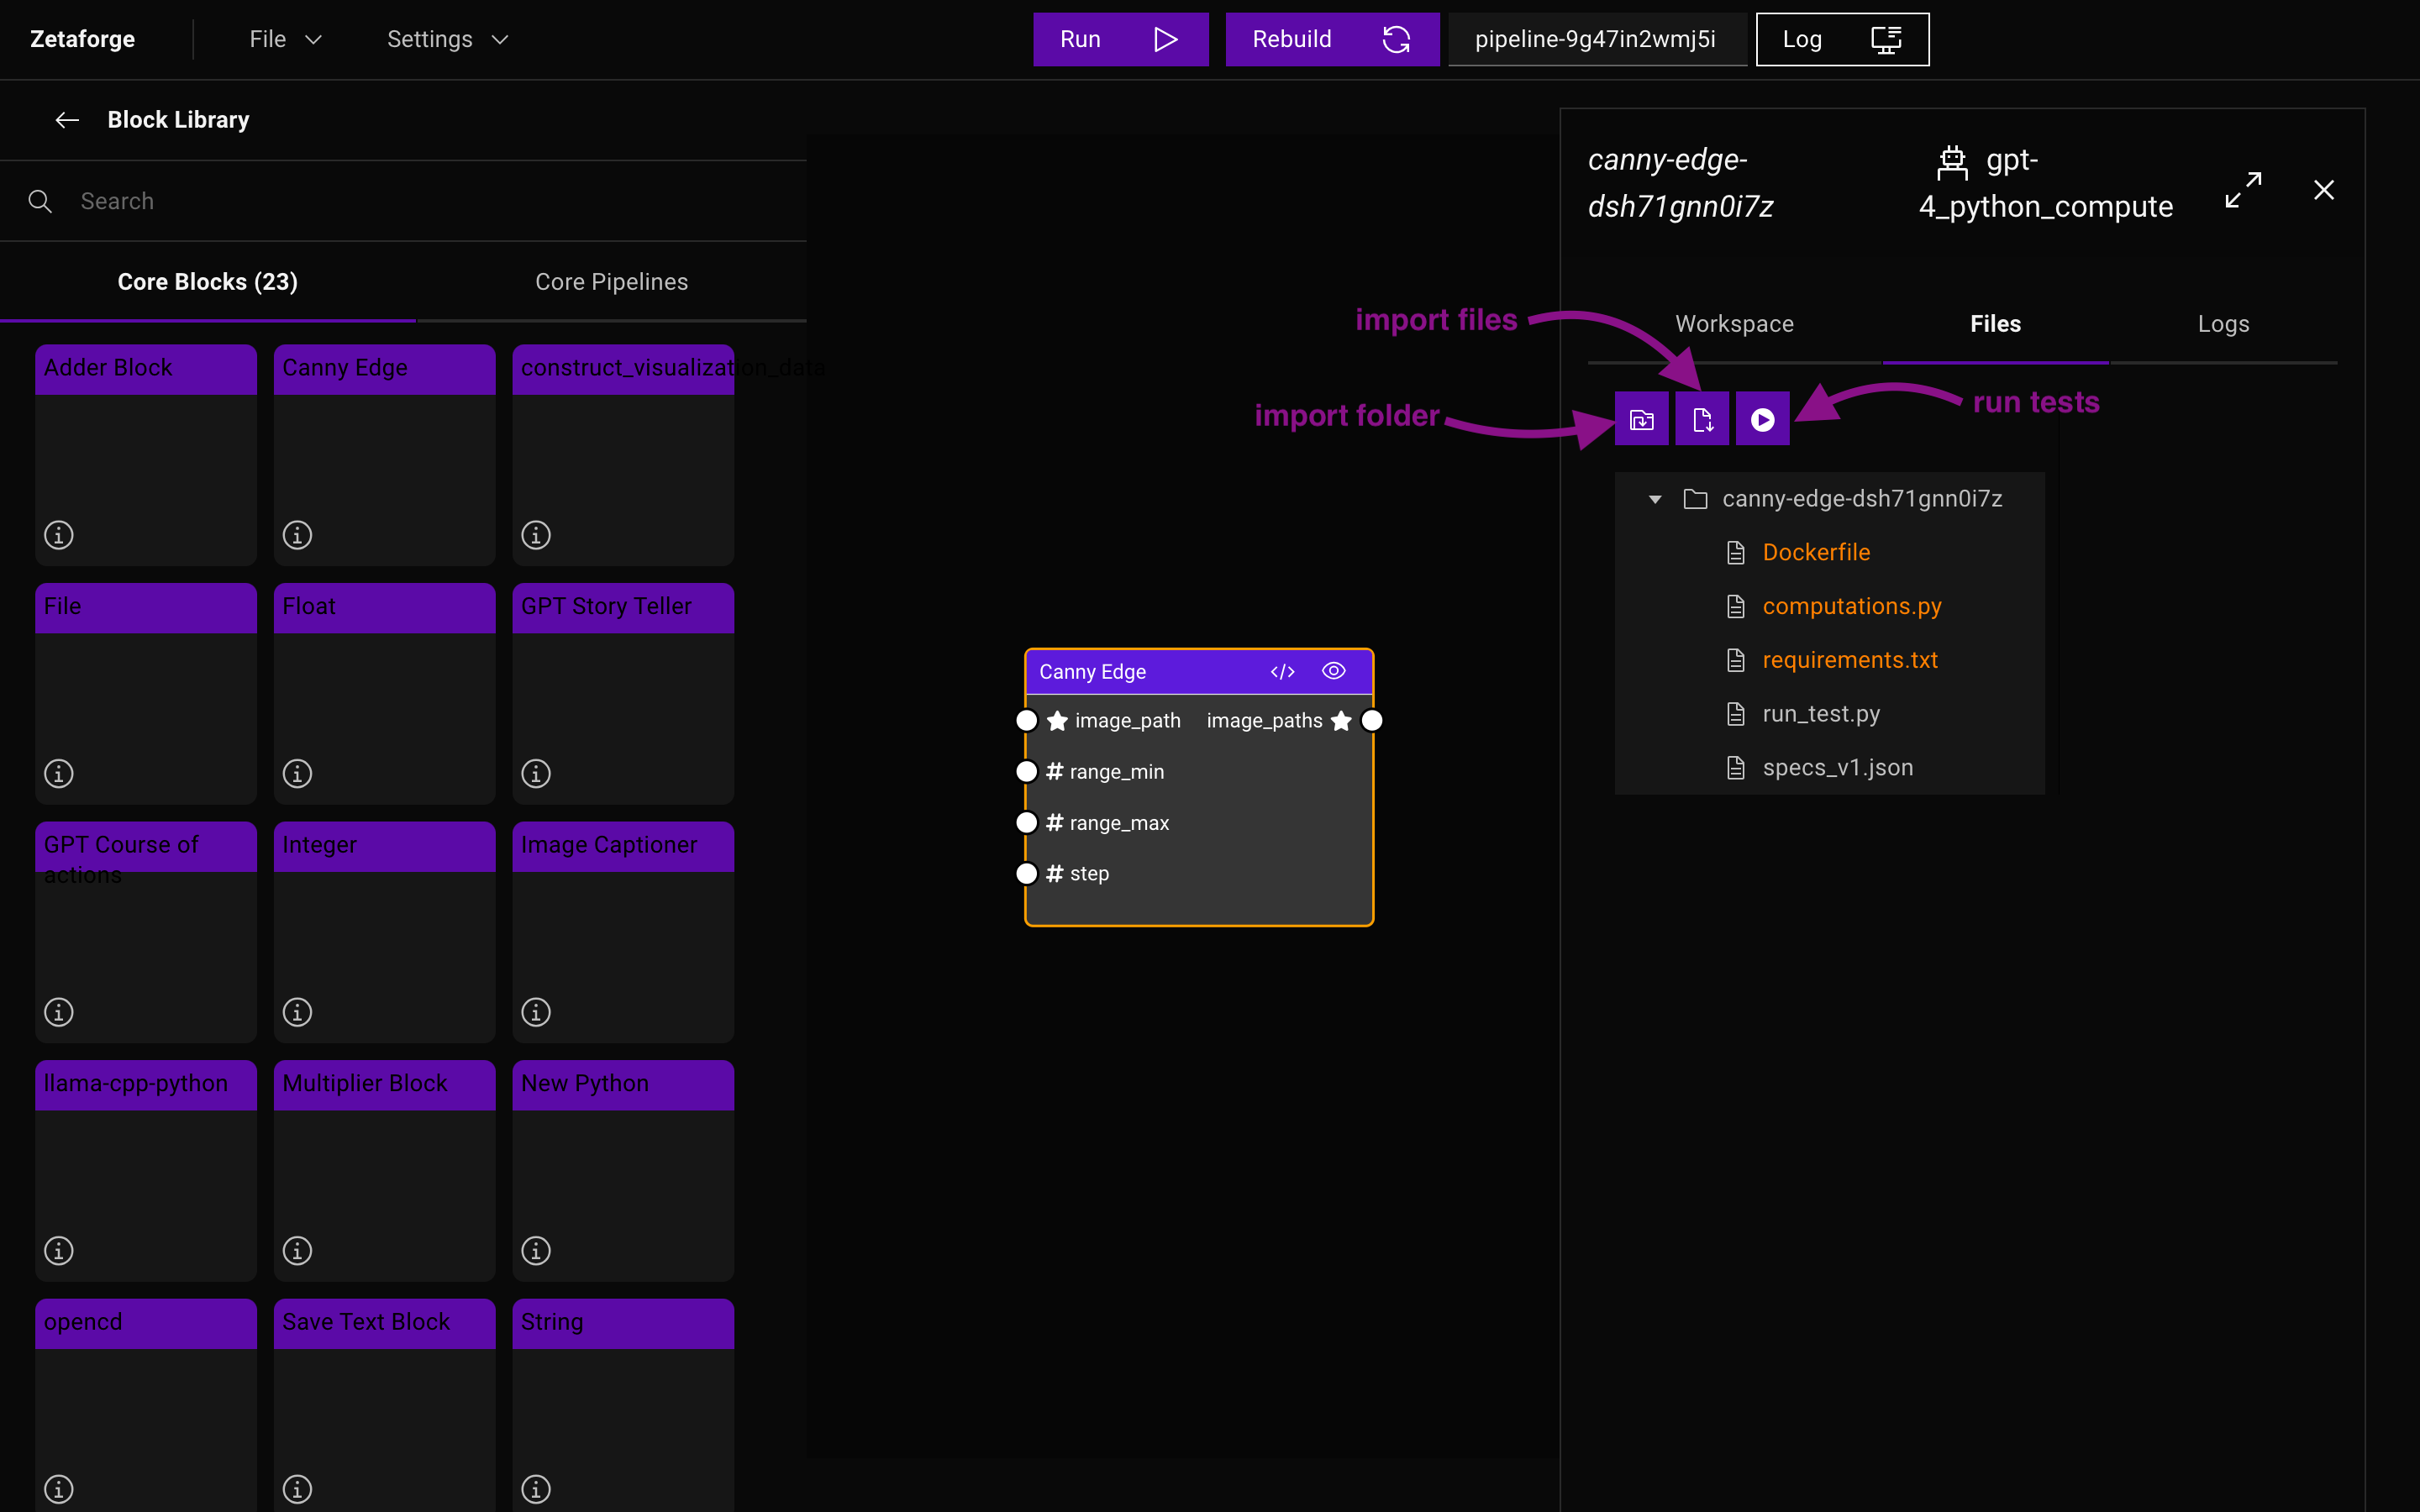 Zetaforge
File
Settings
Run
Rebuild
pipeline-9g47in2wmj5i
Log
Block Library
Search
Core Blocks (23)
Core Pipelines
Adder Block
Canny Edge
construct_visualization_data
File
Float
GPT Story Teller
GPT Course of
actions
Integer
Image Captioner
llama-cpp-python
Multiplier Block
New Python
opencd
Save Text Block
String
Canny Edge
image_path
image_paths
# range_min
# range_max
# step
import files
import folder
run tests
canny-edge-
dsh71gnn0i7z
gpt-
4_python_compute
Workspace
Files
Logs
canny-edge-dsh71gnn0i7z
Dockerfile
computations.py
requirements.txt
run_test.py
specs_v1.json